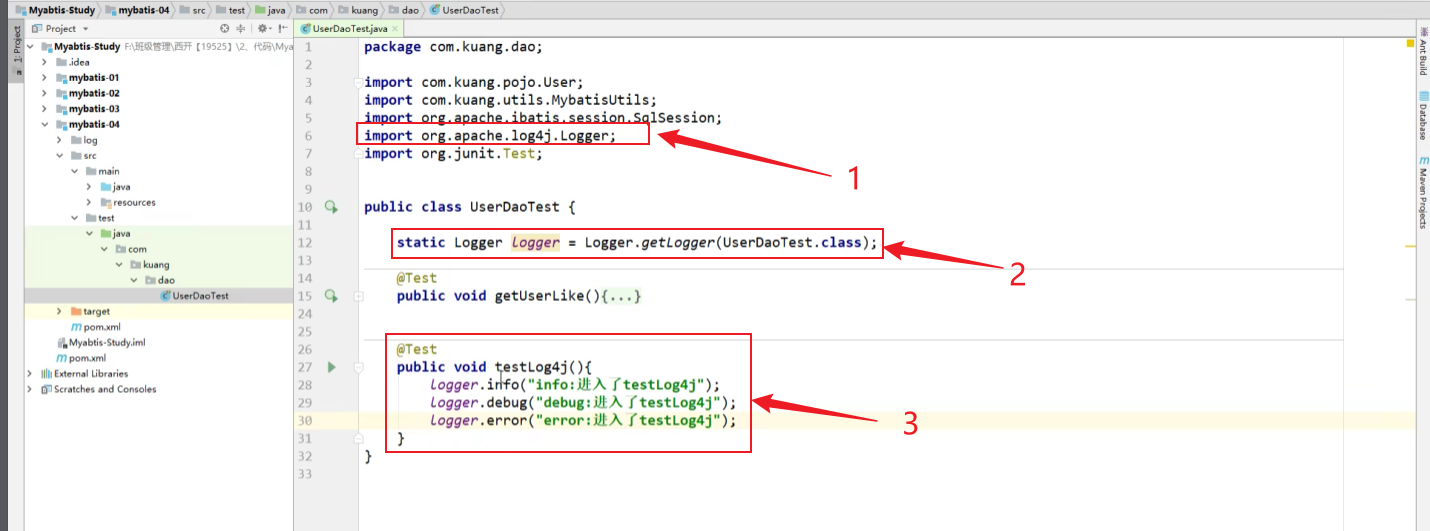 Myabtis-Study mybatis-04 src test java com kuang dao UserDaoTest
1: Project
Project
UserDaoTest.java
Myabtis-Study F:\班级管理\西开【19525】\2、代码\Mya
.idea
mybatis-01
mybatis-02
mybatis-03
mybatis-04
log
src
main
java
resources
test
java
com
kuang
dao
UserDaoTest
target
pom.xml
Myabtis-Study.iml
pom.xml
External Libraries
Scratches and Consoles
1 package com.kuang.dao;
2
3 import com.kuang.pojo.User;
4 import com.kuang.utils.MybatisUtils;
5 import org.apache.ibatis.session.SqlSession;
6 import org.apache.log4j.Logger;
7 import org.junit.Test;
8
9
10 public class UserDaoTest {
11
12 static Logger logger = Logger.getLogger(UserDaoTest.class);
13
14 @Test
15 public void getUserLike(){...}
24
25
26 @Test
27 public void testLog4j(){
28 logger.info("info:进入了testLog4j");
29 logger.debug("debug:进入了testLog4j");
30 logger.error("error:进入了testLog4j");
31 }
32 }
33
1
2
3
Ant Build
Database
Maven Projects